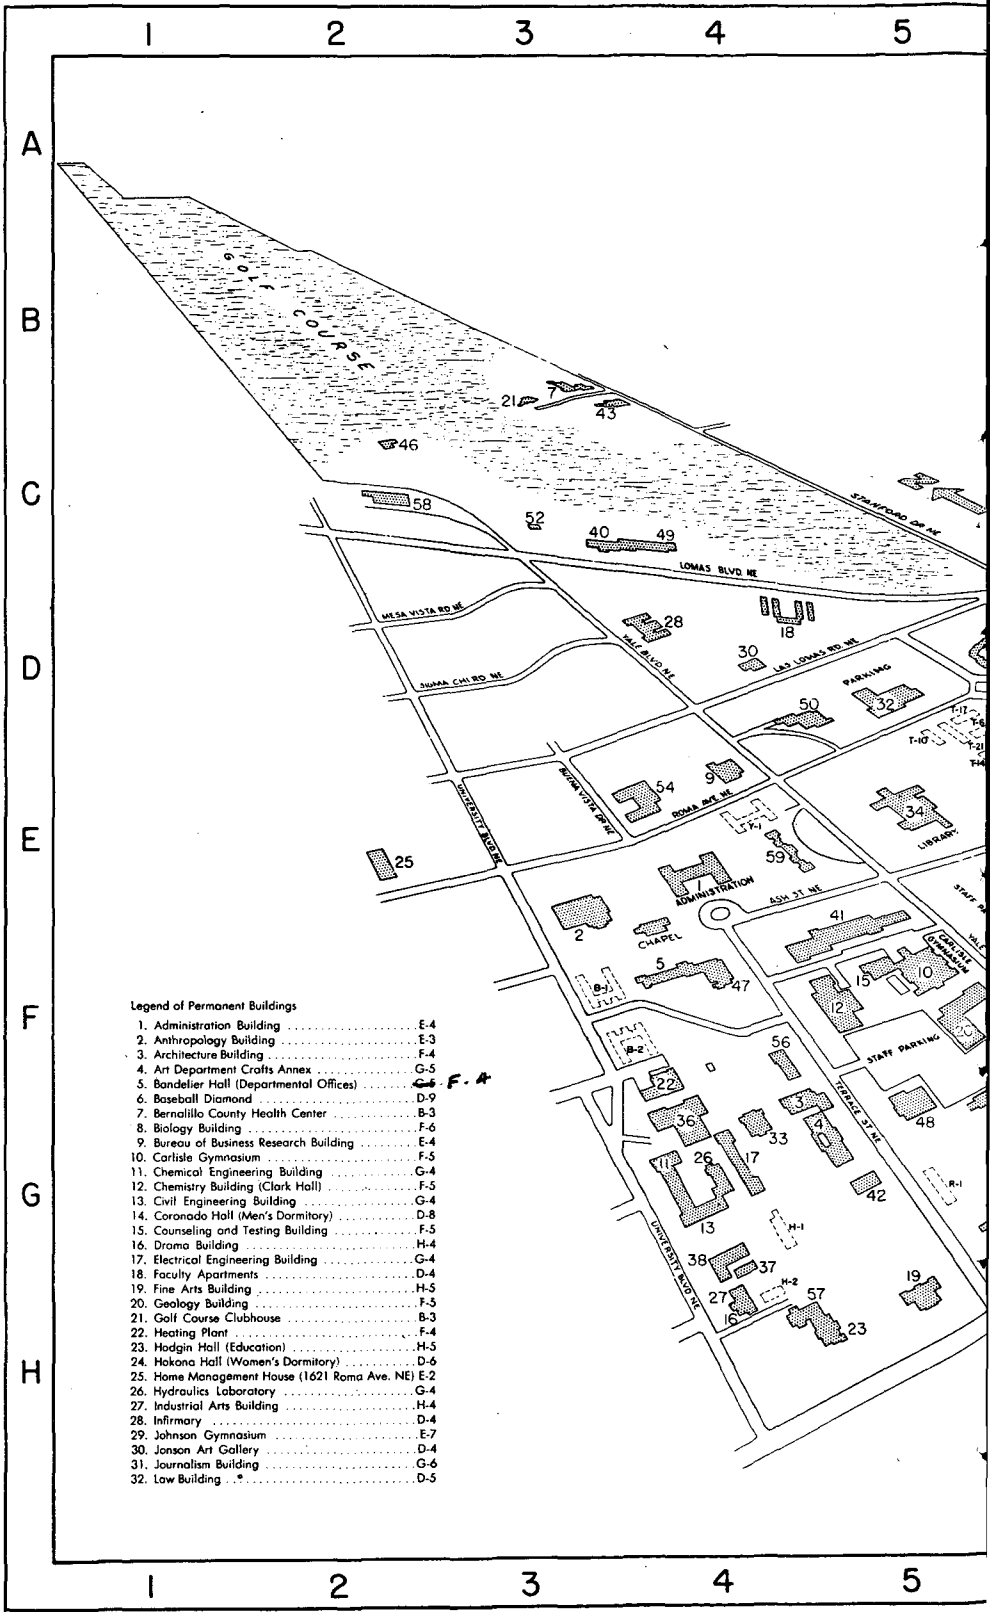 1 2 3 4 5
A
B
C
D
E
F
G
H
GOLF COURSE
7
21
43
46
58
52
40 49
STANFORD DR NE
LOMAS BLVD. NE
MESA VISTA RD NE
28
18
YALE BLVD NE
30
LAS LOMAS RD. NE
SIGMA CHI RD NE
PARKING
50
32
T-17
T-10
T-21
BUENA VISTA DR NE
54
9
ROMA AVE. NE
UNIVERSITY BLVD. NE
34
LIBRARY
25
59
1
ADMINISTRATION
ASH ST NE
2
CHAPEL
41
STAFF
YALE
CARLISLE
GYMNASIUM
5
47
15
10
12
20
B-2
STAFF PARKING
56
22
3
TERRACE ST NE
36
33
4
48
11
26
17
42
R-1
13
H-1
UNIVERSITY BLVD NE
38
37
H-2
27
16
57
23
19
Legend of Permanent Buildings
1. Administration Building E-4
2. Anthropology Building E-3
3. Architecture Building F-4
4. Art Department Crafts Annex G-5
5. Bandelier Hall (Departmental Offices) F-4
6. Baseball Diamond D-9
7. Bernalillo County Health Center B-3
8. Biology Building F-6
9. Bureau of Business Research Building E-4
10. Carlisle Gymnasium F-5
11. Chemical Engineering Building G-4
12. Chemistry Building (Clark Hall) F-5
13. Civil Engineering Building G-4
14. Coronado Hall (Men's Dormitory) D-8
15. Counseling and Testing Building F-5
16. Drama Building H-4
17. Electrical Engineering Building G-4
18. Faculty Apartments D-4
19. Fine Arts Building H-5
20. Geology Building F-5
21. Golf Course Clubhouse B-3
22. Heating Plant F-4
23. Hodgin Hall (Education) H-5
24. Hokona Hall (Women's Dormitory) D-6
25. Home Management House (1621 Roma Ave. NE) E-2
26. Hydraulics Laboratory G-4
27. Industrial Arts Building H-4
28. Infirmary D-4
29. Johnson Gymnasium E-7
30. Jonson Art Gallery D-4
31. Journalism Building G-6
32. Law Building D-5
1 2 3 4 5